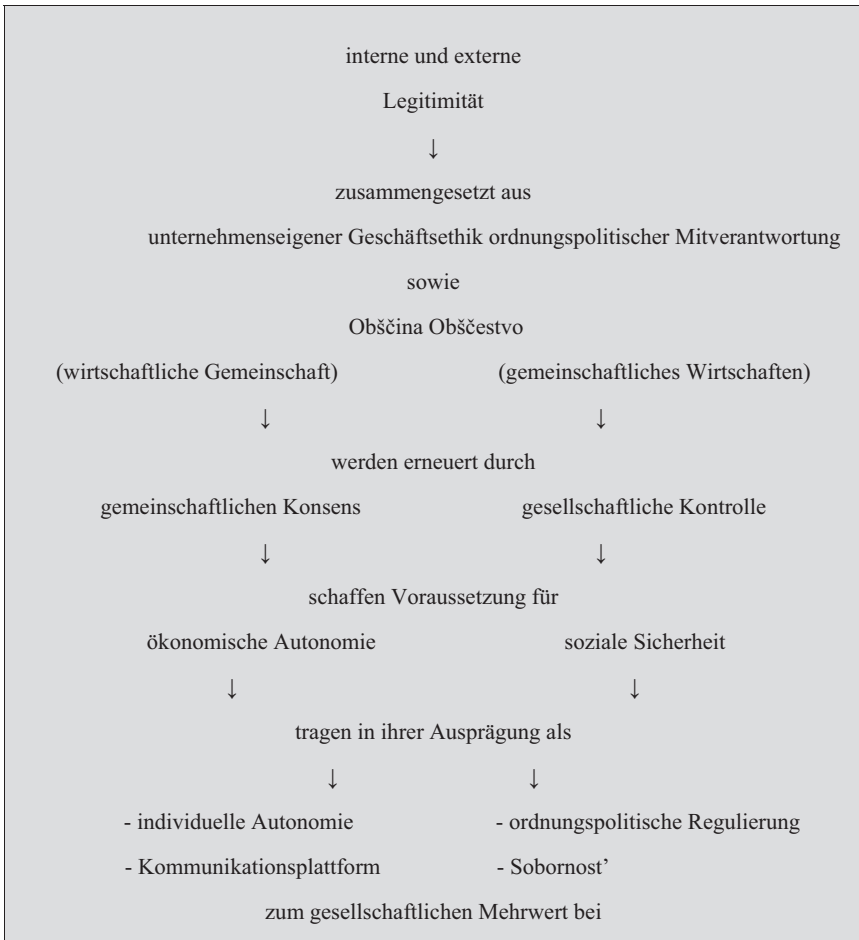 interne und externe
Legitimität
↓
zusammengesetzt aus
unternehmenseigener Geschäftsethik ordnungspolitischer Mitverantwortung
sowie
Obščina Obščestvo
(wirtschaftliche Gemeinschaft) (gemeinschaftliches Wirtschaften)
↓ ↓
werden erneuert durch
gemeinschaftlichen Konsens gesellschaftliche Kontrolle
↓ ↓
schaffen Voraussetzung für
ökonomische Autonomie soziale Sicherheit
↓ ↓
tragen in ihrer Ausprägung als
↓ ↓
- individuelle Autonomie - ordnungspolitische Regulierung
- Kommunikationsplattform - Sobornost’
zum gesellschaftlichen Mehrwert bei